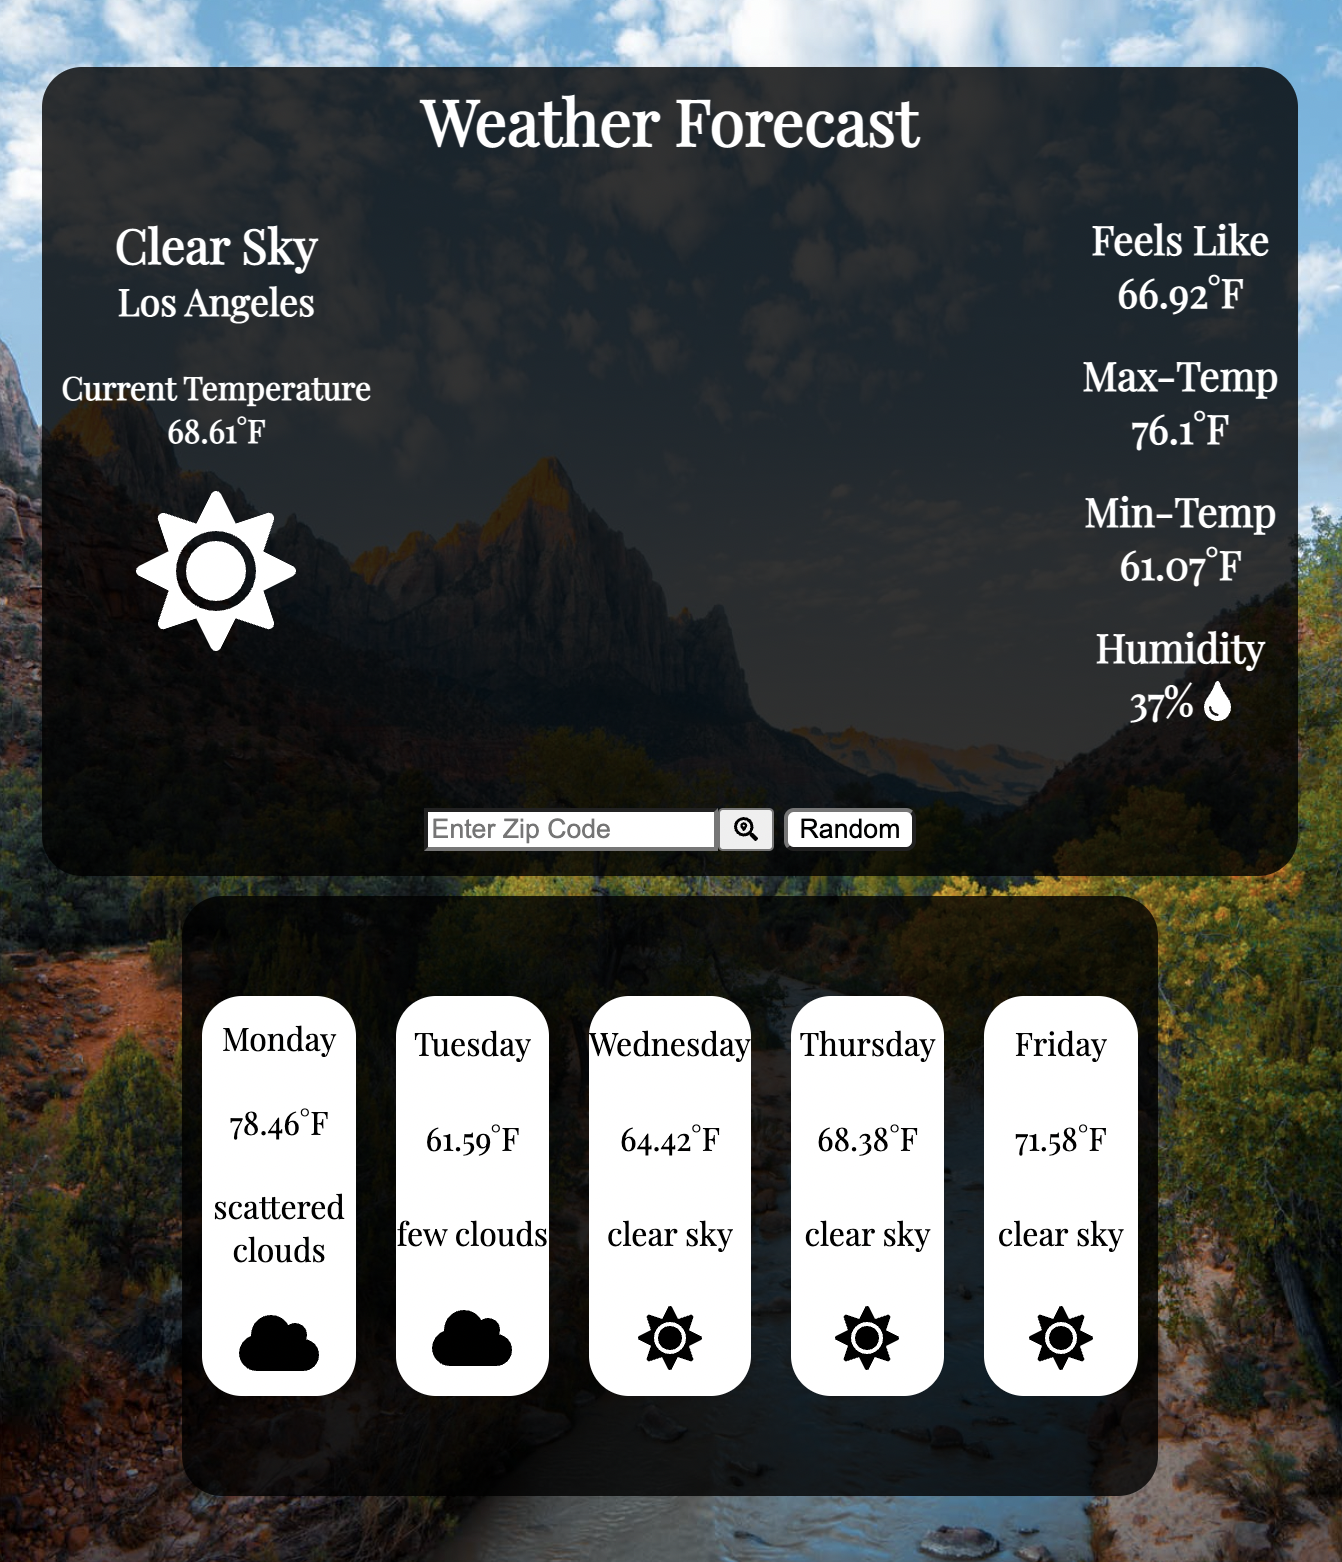 Weather Forecast
Clear Sky
Los Angeles
Current Temperature
68.61°F
Feels Like
66.92°F
Max-Temp
76.1°F
Min-Temp
61.07°F
Humidity
37%
Enter Zip Code
Random
Monday
78.46°F
scattered
clouds
Tuesday
61.59°F
few clouds
Wednesday
64.42°F
clear sky
Thursday
68.38°F
clear sky
Friday
71.58°F
clear sky